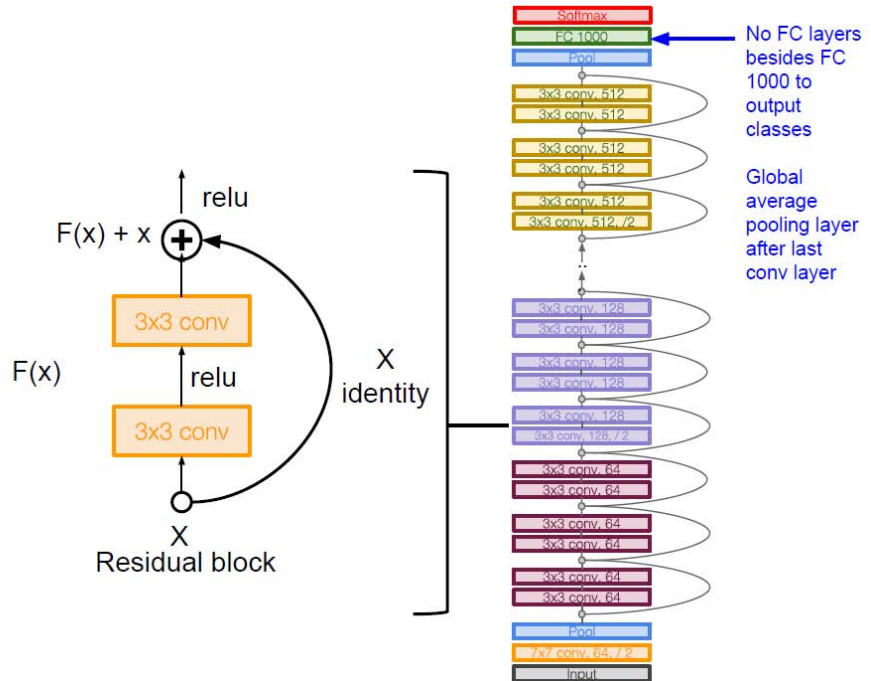 relu
F(x) + x
3x3 conv
F(x)
relu
3x3 conv
X
Residual block
X
identity
Softmax
FC 1000
Pool
3x3 conv, 512
3x3 conv, 512
3x3 conv, 512
3x3 conv, 512
3x3 conv, 512
3x3 conv, 512, /2
..
3x3 conv, 128
3x3 conv, 128
3x3 conv, 128
3x3 conv, 128
3x3 conv, 128
3x3 conv, 128, / 2
3x3 conv, 64
3x3 conv, 64
3x3 conv, 64
3x3 conv, 64
3x3 conv, 64
3x3 conv, 64
Pool
7x7 conv, 64, / 2
Input
No FC layers
besides FC
1000 to
output
classes
Global
average
pooling layer
after last
conv layer